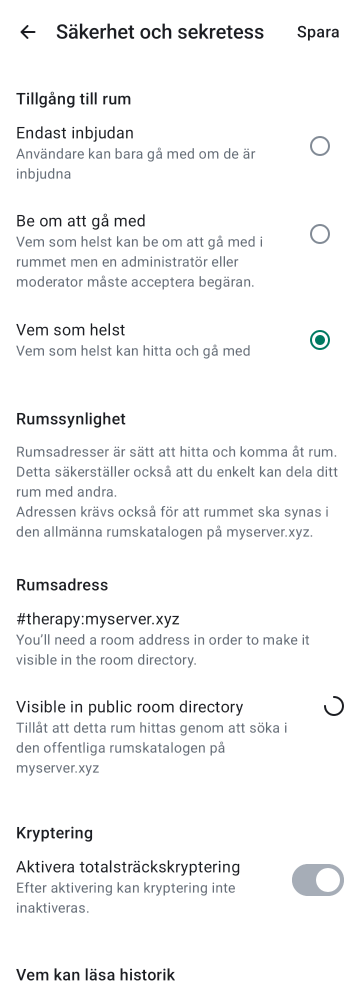 Säkerhet och sekretess
Spara
Tillgång till rum
Endast inbjudan
Användare kan bara gå med om de är
inbjudna
Be om att gå med
Vem som helst kan be om att gå med i
rummet men en administratör eller
moderator måste acceptera begäran.
Vem som helst
Vem som helst kan hitta och gå med
Rumssynlighet
Rumsadresser är sätt att hitta och komma åt rum.
Detta säkerställer också att du enkelt kan dela ditt
rum med andra.
Adressen krävs också för att rummet ska synas i
den allmänna rumskatalogen på myserver.xyz.
Rumsadress
#therapy:myserver.xyz
You'll need a room address in order to make it
visible in the room directory.
Visible in public room directory
Tillåt att detta rum hittas genom att söka i
den offentliga rumskatalogen på
myserver.xyz
Kryptering
Aktivera totalsträckskryptering
Efter aktivering kan kryptering inte
inaktiveras.
Vem kan läsa historik